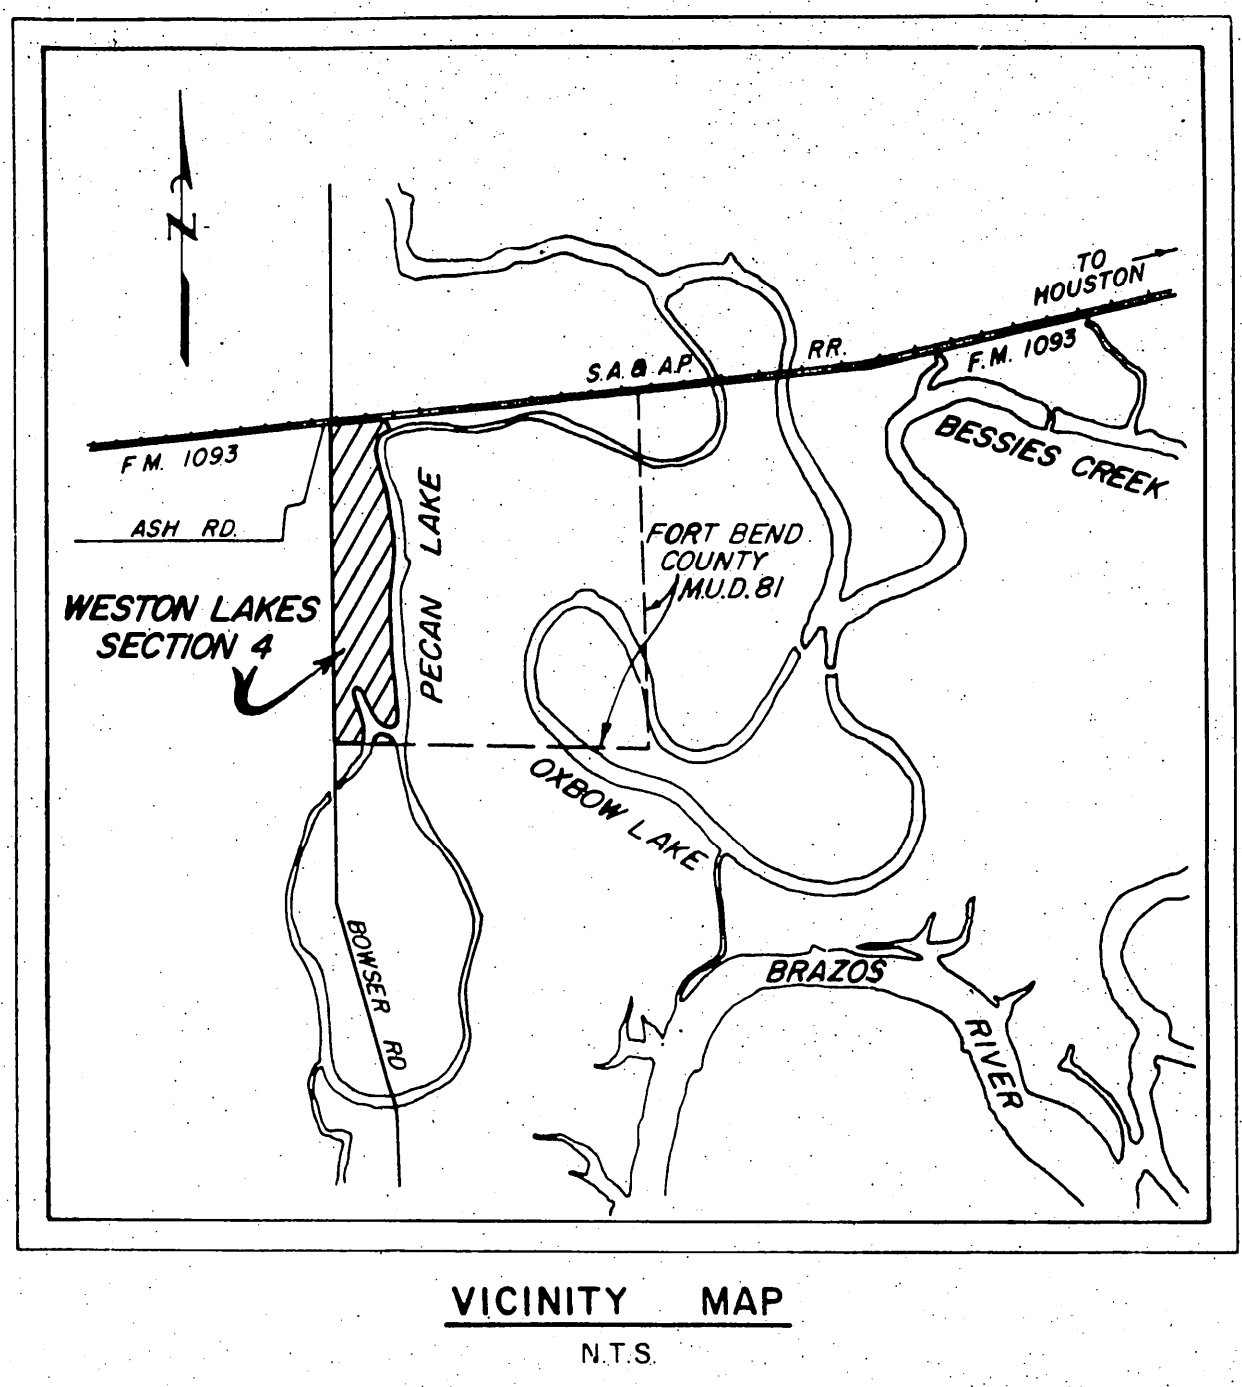 N
TO
HOUSTON
S.A. & A.P. RR.
F.M. 1093
F.M. 1093
BESSIES CREEK
ASH RD.
PECAN LAKE
FORT BEND
COUNTY
M.U.D. 81
WESTON LAKES
SECTION 4
OXBOW LAKE
BOWSER RD
BRAZOS
RIVER
VICINITY MAP
N.T.S.